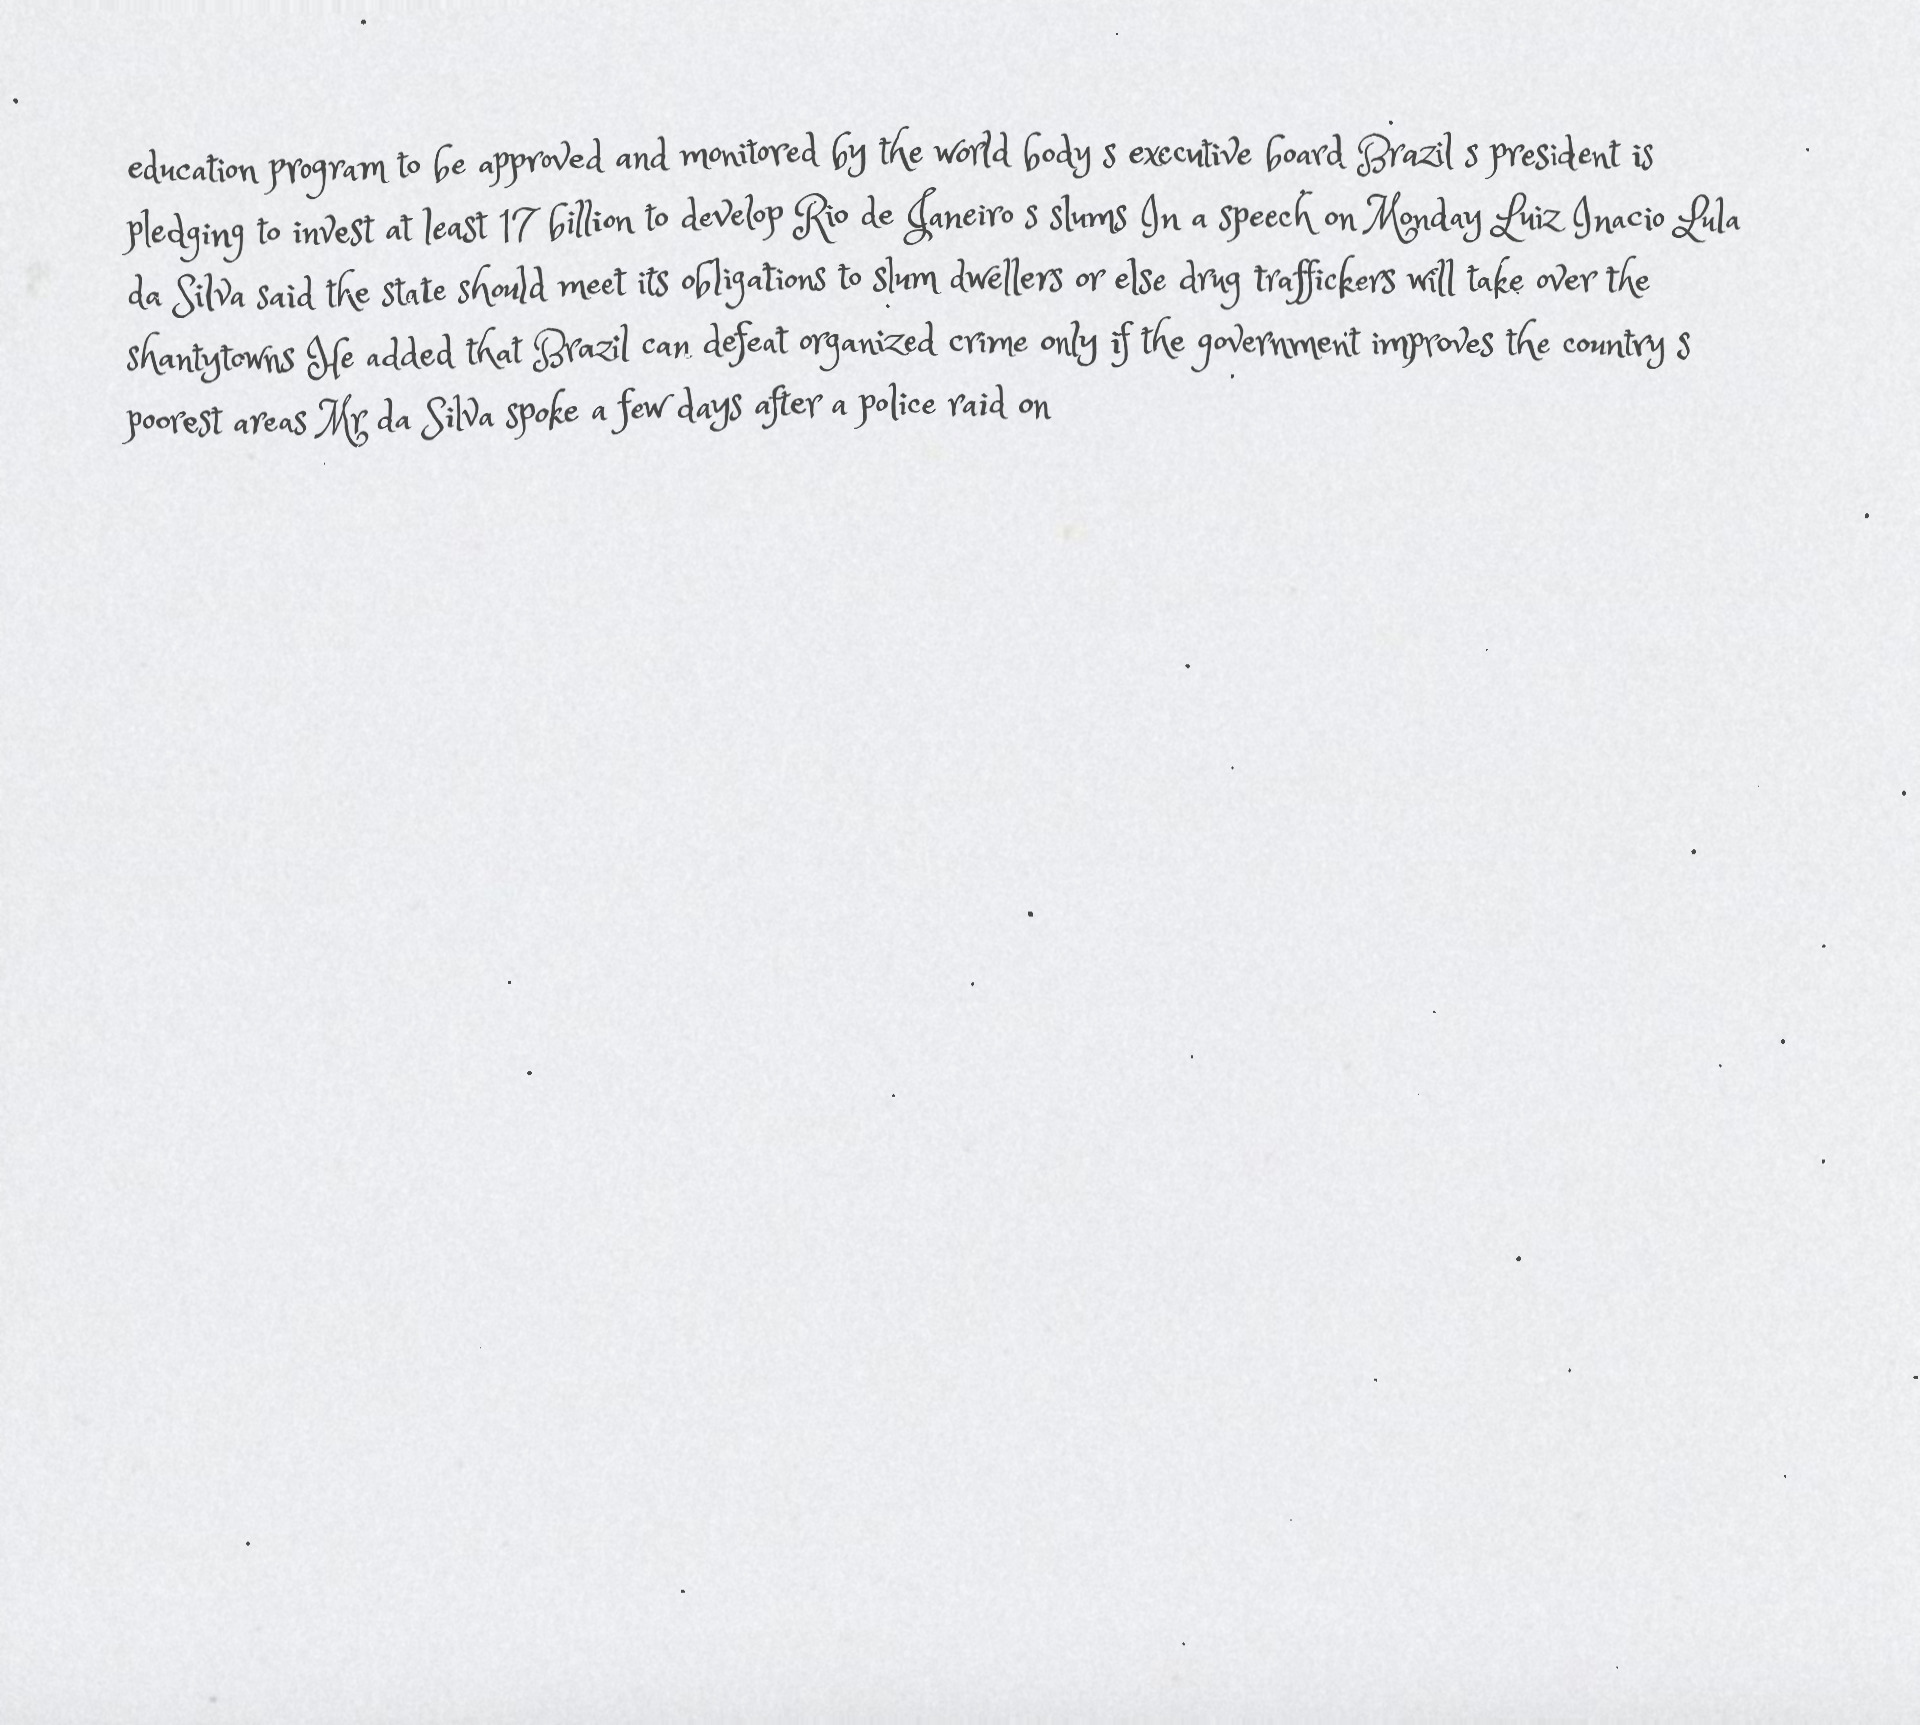 education program to be approved and monitored by the world body s executive board Brazil s president is
pledging to invest at least 17 billion to develop Rio de Janeiro s slums In a speech on Monday Luiz Inacio Lula
da Silva said the state should meet its obligations to slum dwellers or else drug traffickers will take over the
shantytowns He added that Brazil can defeat organized crime only if the government improves the country s
poorest areas Mr da Silva spoke a few days after a police raid on